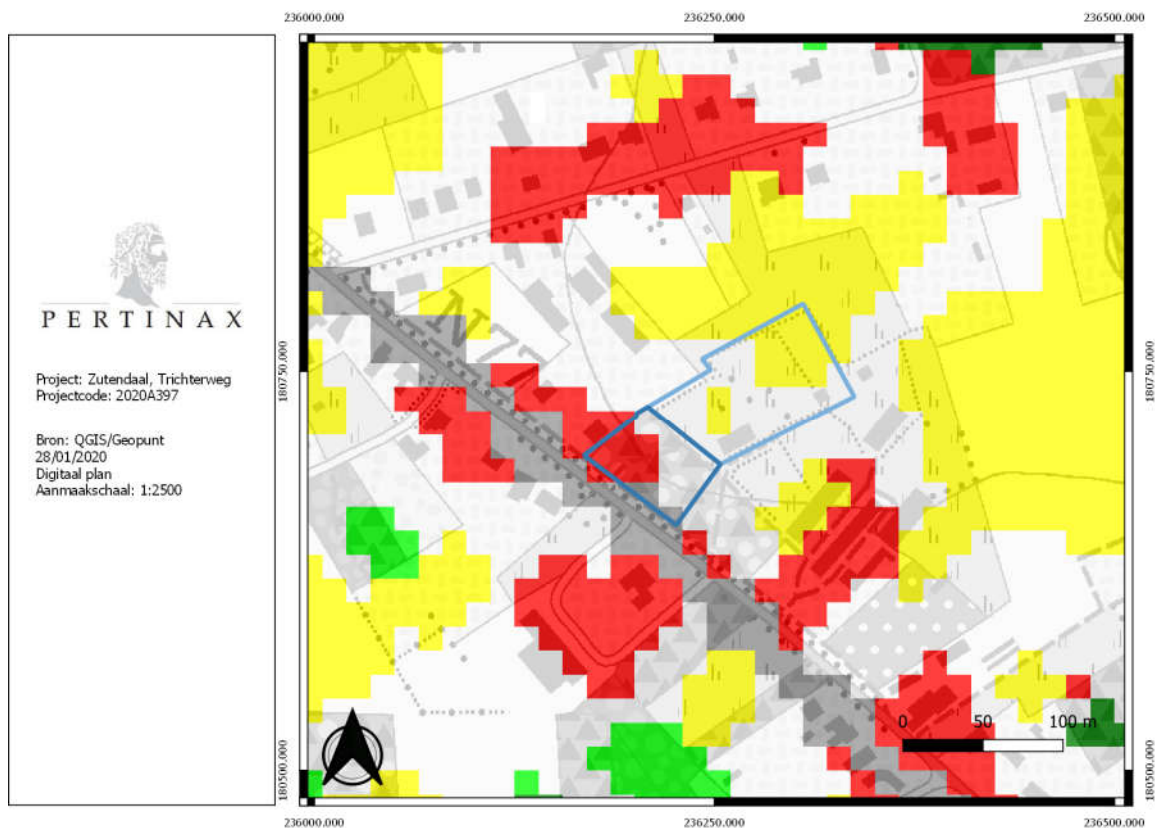 236000.000 236250.000 236500.000
PERTINAX
Project: Zutendaal, Trichterweg
Projectcode: 2020A397
Bron: QGIS/Geopunt
28/01/2020
Digitaal plan
Aanmaakschaal: 1:2500
180750.000 180750.000
N77
0 50 100 m
180500.000 180500.000
236000.000 236250.000 236500.000